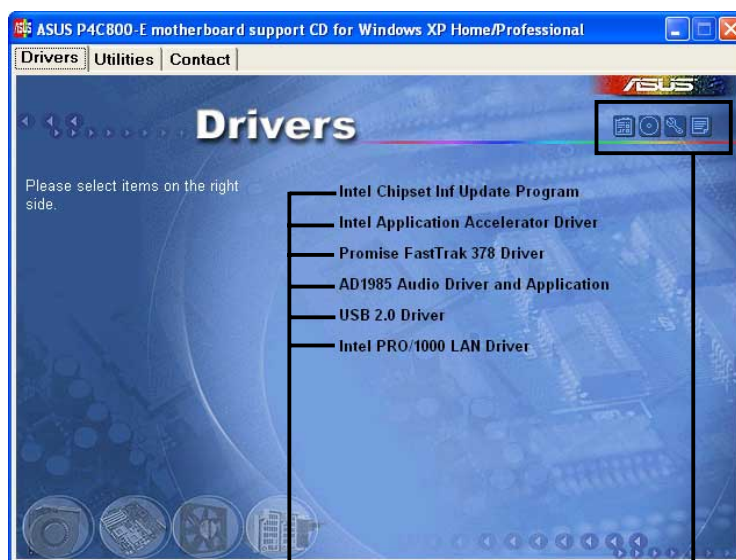 ASUS P4C800-E motherboard support CD for Windows XP Home/Professional
Drivers Utilities Contact
ASUS
Drivers
Please select items on the right
side.
Intel Chipset Inf Update Program
Intel Application Accelerator Driver
Promise FastTrak 378 Driver
AD1985 Audio Driver and Application
USB 2.0 Driver
Intel PRO/1000 LAN Driver